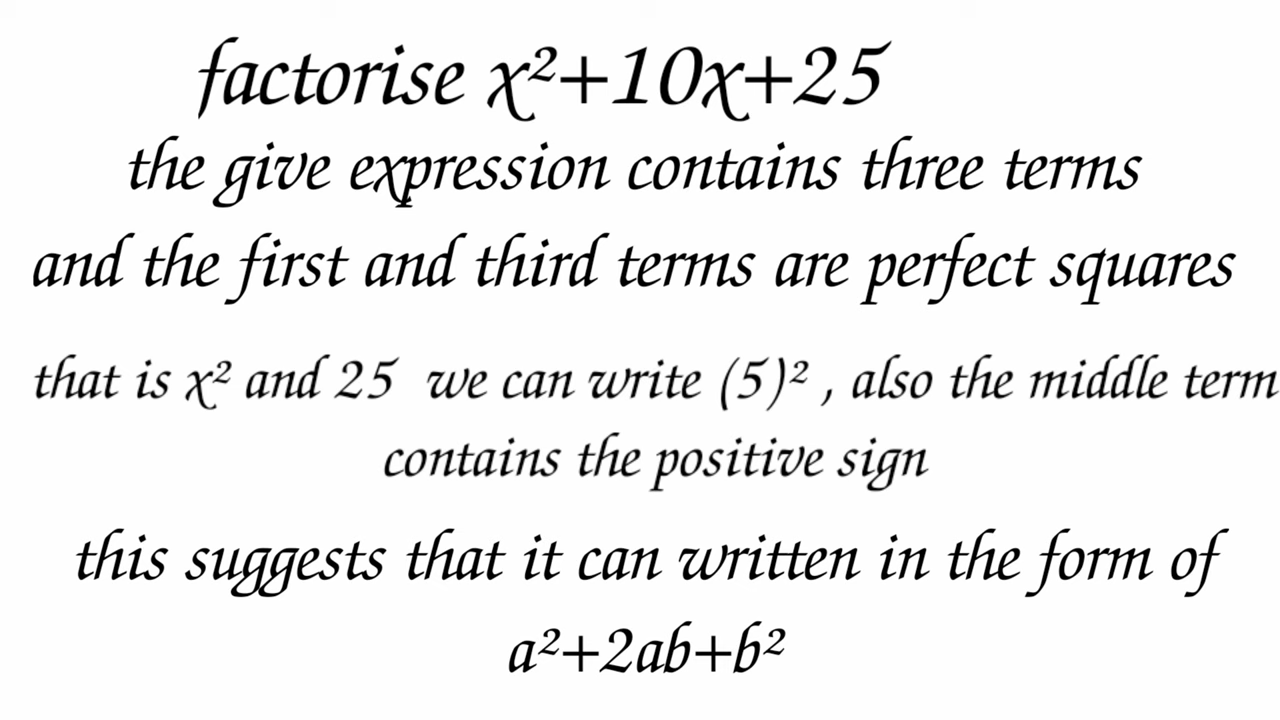 factorise x²+10x+25
the give expression contains three terms
and the first and third terms are perfect squares
that is x² and 25 we can write (5)² , also the middle term
contains the positive sign
this suggests that it can written in the form of
a²+2ab+b²